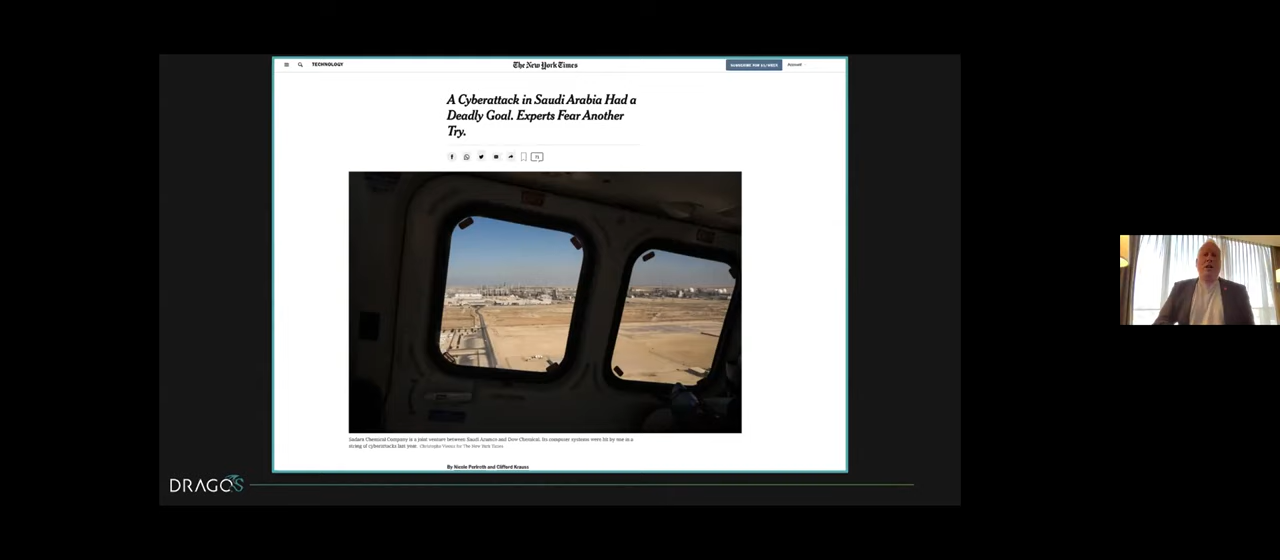 TECHNOLOGY
The New York Times
SUBSCRIBE FOR $1/WEEK
Account
A Cyberattack in Saudi Arabia Had a
Deadly Goal. Experts Fear Another
Try.
Sadara Chemical Company is a joint venture between Saudi Aramco and Dow Chemical. Its computer systems were hit by one in a
string of cyberattacks last year. Christophe Viseux for The New York Times
By Nicole Perlroth and Clifford Krauss
DRAGOS